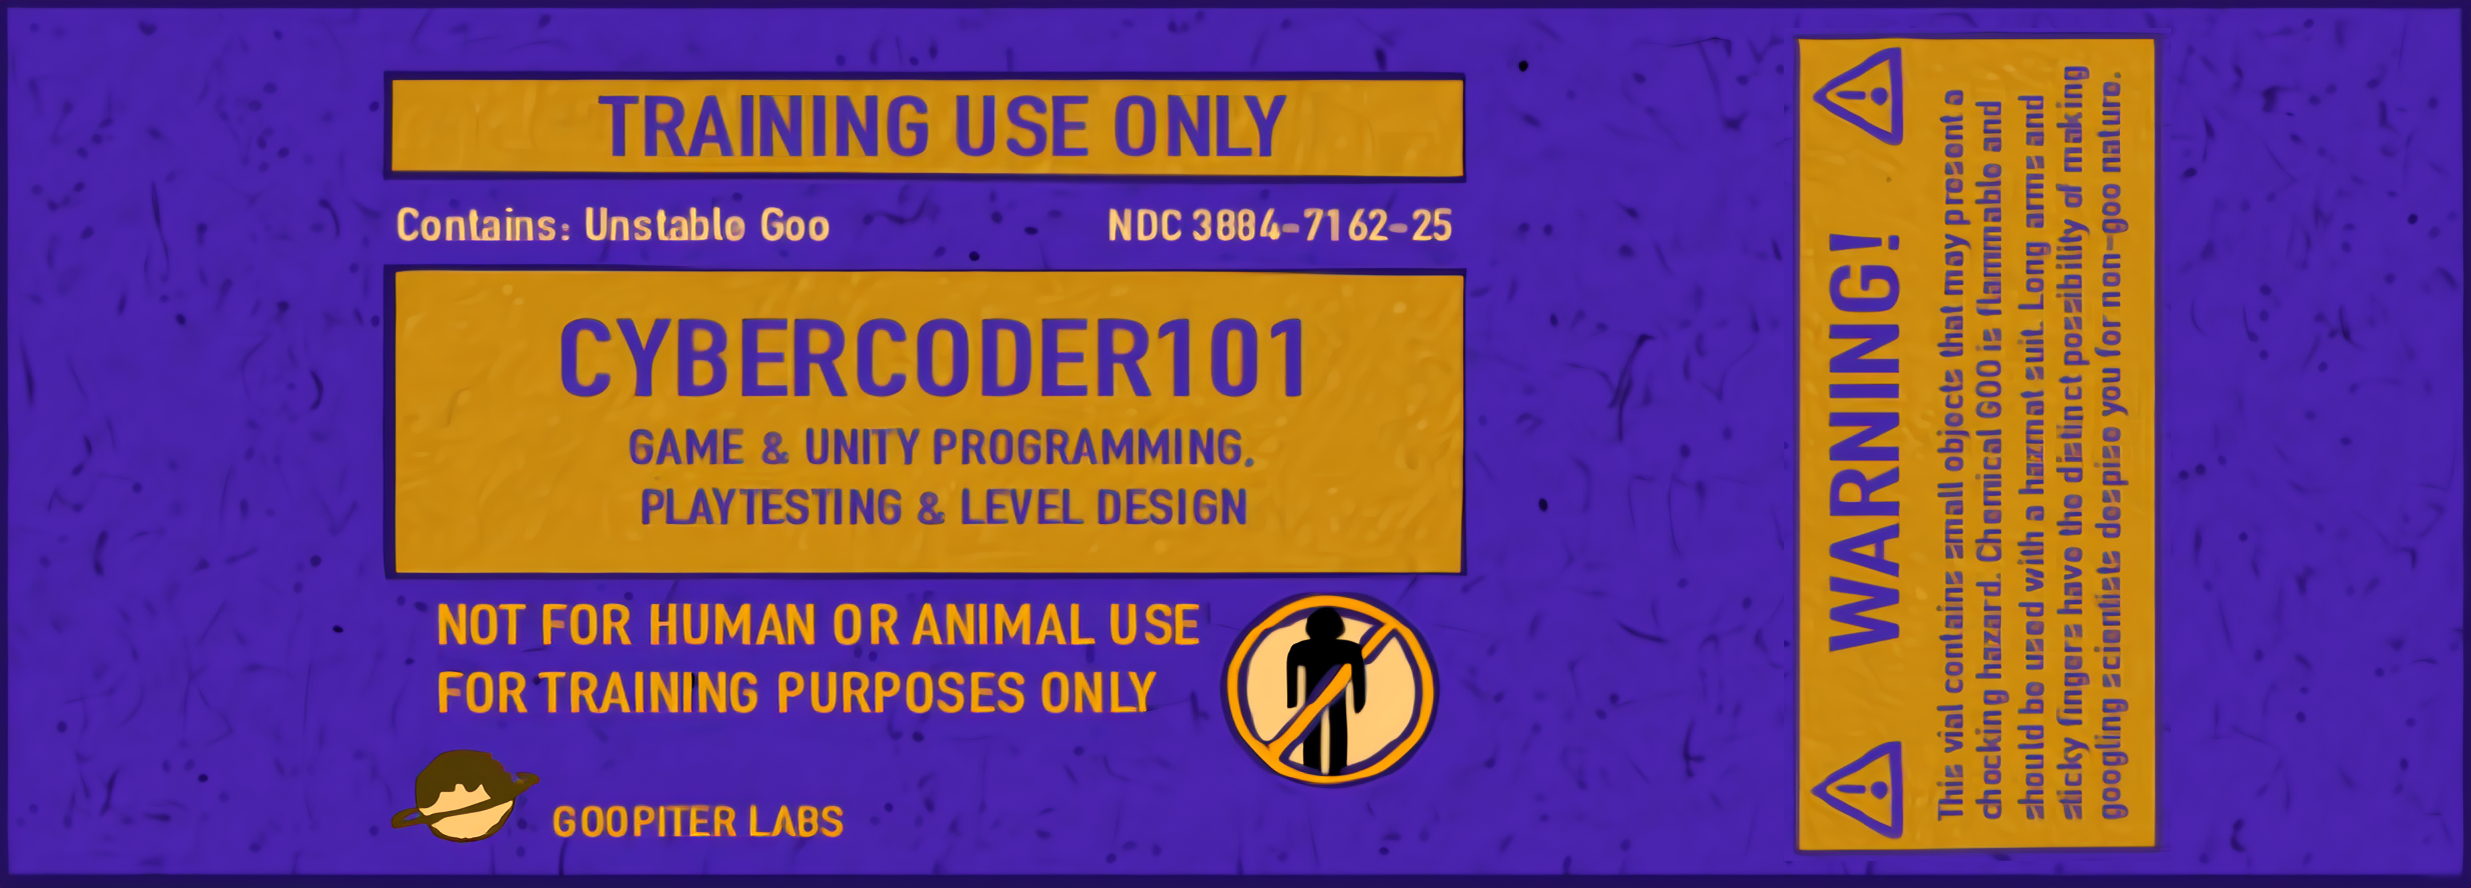 TRAINING USE ONLY
Contains: Unstable Goo
NDC 3884-7162-25
CYBERCODER101
GAME & UNITY PROGRAMMING.
PLAYTESTING & LEVEL DESIGN
NOT FOR HUMAN OR ANIMAL USE
FOR TRAINING PURPOSES ONLY
GOOPITER LABS
WARNING!
This vial contains small objects that may present a
chocking hazard. Chemical GOO is flammable and
should be used with a hazmat suit. Long arms and
sticky fingers have the distinct possibility of making
googling scientists despise you for non-goo nature.